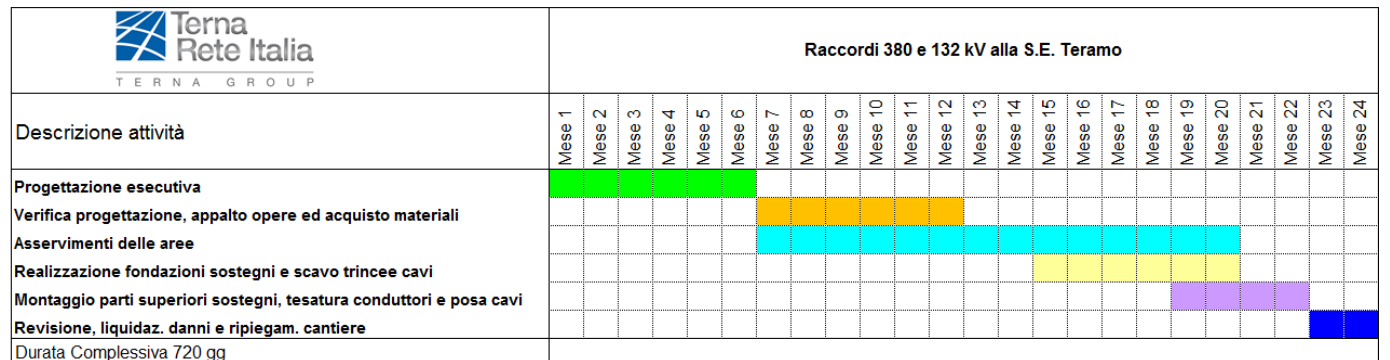 Terna
Rete Italia
TERNA GROUP
Raccordi 380 e 132 kV alla S.E. Teramo
Descrizione attività
Mese 1
Mese 2
Mese 3
Mese 4
Mese 5
Mese 6
Mese 7
Mese 8
Mese 9
Mese 10
Mese 11
Mese 12
Mese 13
Mese 14
Mese 15
Mese 16
Mese 17
Mese 18
Mese 19
Mese 20
Mese 21
Mese 22
Mese 23
Mese 24
Progettazione esecutiva
Verifica progettazione, appalto opere ed acquisto materiali
Asservimenti delle aree
Realizzazione fondazioni sostegni e scavo trincee cavi
Montaggio parti superiori sostegni, tesatura conduttori e posa cavi
Revisione, liquidaz. danni e ripiegam. cantiere
Durata Complessiva 720 gg